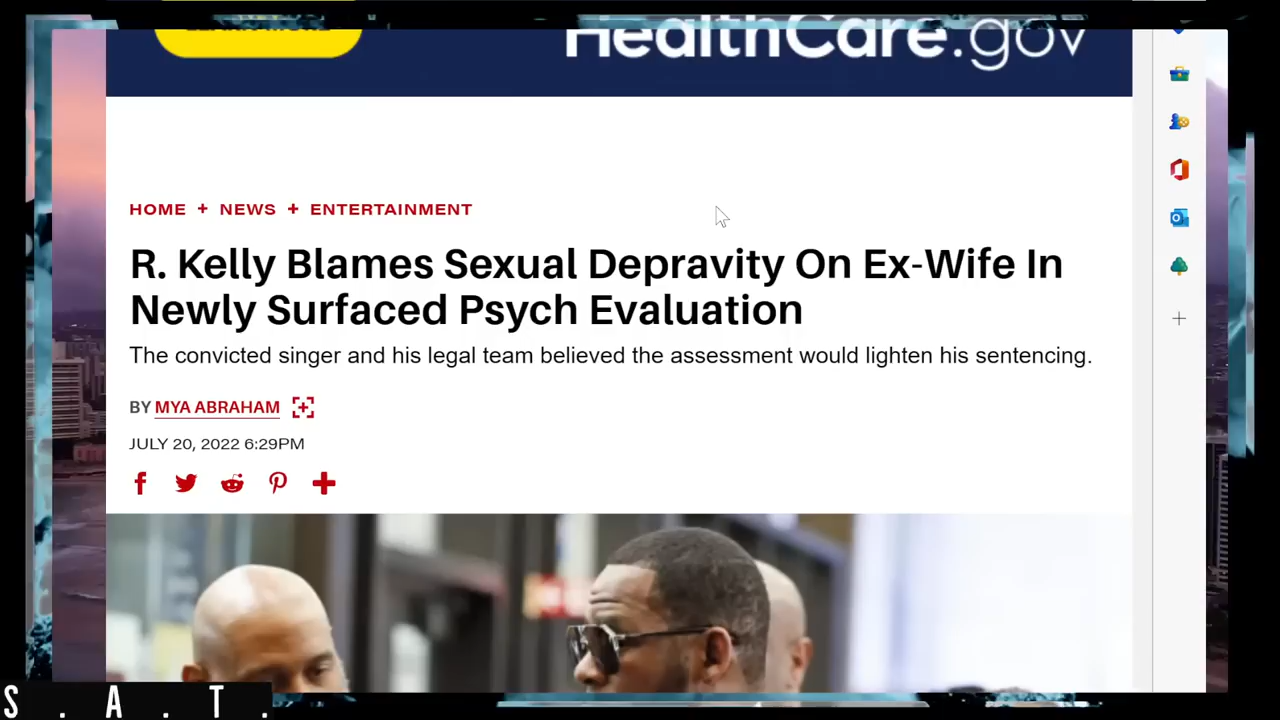 HealthCare.gov
HOME + NEWS + ENTERTAINMENT
R. Kelly Blames Sexual Depravity On Ex-Wife In
Newly Surfaced Psych Evaluation
The convicted singer and his legal team believed the assessment would lighten his sentencing.
BY MYA ABRAHAM
JULY 20, 2022 6:29PM
S . A . T .